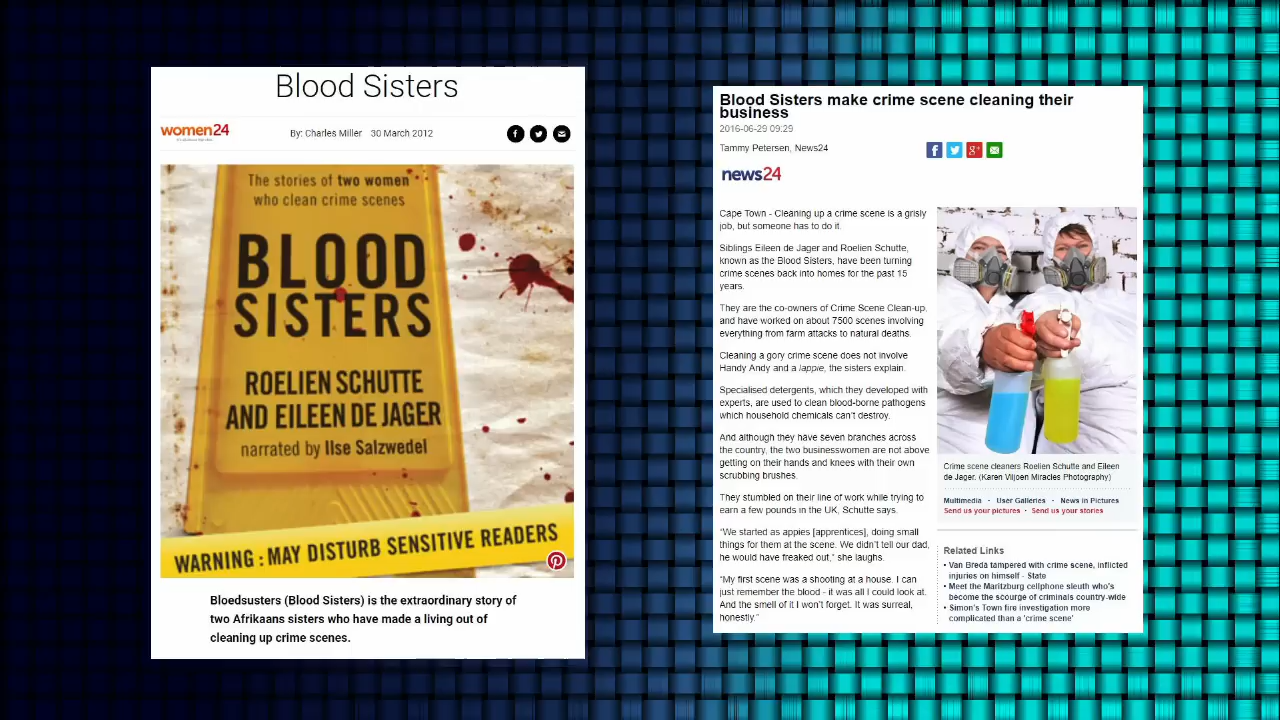 Blood Sisters
women24
By: Charles Miller 30 March 2012
The stories of two women
who clean crime scenes
BLOOD
SISTERS
ROELIEN SCHUTTE
AND EILEEN DE JAGER
narrated by Ilse Salzwedel
WARNING : MAY DISTURB SENSITIVE READERS
Bloedsusters (Blood Sisters) is the extraordinary story of
two Afrikaans sisters who have made a living out of
cleaning up crime scenes.
Blood Sisters make crime scene cleaning their
business
2016-06-29 09:29
Tammy Petersen, News24
news24
Cape Town - Cleaning up a crime scene is a grisly
job, but someone has to do it.
Siblings Eileen de Jager and Roelien Schutte,
known as the Blood Sisters, have been turning
crime scenes back into homes for the past 15
years.
They are the co-owners of Crime Scene Clean-up,
and have worked on about 7500 scenes involving
everything from farm attacks to natural deaths.
Cleaning a gory crime scene does not involve
Handy Andy and a lappie, the sisters explain.
Specialised detergents, which they developed with
experts, are used to clean blood-borne pathogens
which household chemicals can't destroy.
And although they have seven branches across
the country, the two businesswomen are not above
getting on their hands and knees with their own
scrubbing brushes.
They stumbled on their line of work while trying to
earn a few pounds in the UK, Schutte says.
"We started as appies [apprentices], doing small
things for them at the scene. We didn't tell our dad,
he would have freaked out," she laughs.
"My first scene was a shooting at a house. I can
just remember the blood - it was all I could look at.
And the smell of it I won't forget. It was surreal,
honestly."
Crime scene cleaners Roelien Schutte and Eileen
de Jager. (Karen Viljoen Miracles Photography)
Multimedia · User Galleries · News in Pictures
Send us your pictures · Send us your stories
Related Links
• Van Breda tampered with crime scene, inflicted
injuries on himself - State
• Meet the Maritzburg cellphone sleuth who's
become the scourge of criminals country-wide
• Simon's Town fire investigation more
complicated than a 'crime scene'